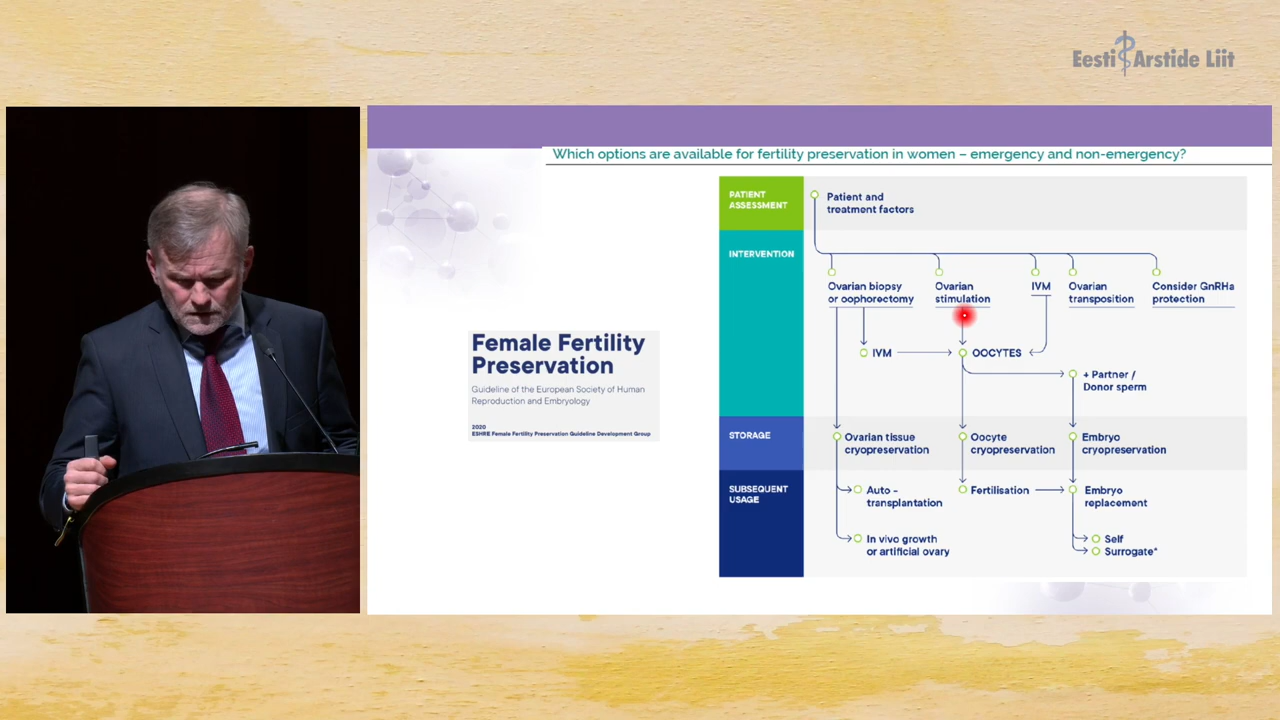 Eesti Arstide Liit
Which options are available for fertility preservation in women – emergency and non-emergency?
Female Fertility
Preservation
Guideline of the European Society of Human
Reproduction and Embryology
2020
ESHRE Female Fertility Preservation Guideline Development Group
PATIENT
ASSESSMENT
Patient and
treatment factors
INTERVENTION
Ovarian biopsy
or oophorectomy
Ovarian
stimulation
IVM
Ovarian
transposition
Consider GnRHa
protection
IVM
OOCYTES
+ Partner /
Donor sperm
STORAGE
Ovarian tissue
cryopreservation
Oocyte
cryopreservation
Embryo
cryopreservation
SUBSEQUENT
USAGE
Auto -
transplantation
Fertilisation
Embryo
replacement
In vivo growth
or artificial ovary
Self
Surrogate*